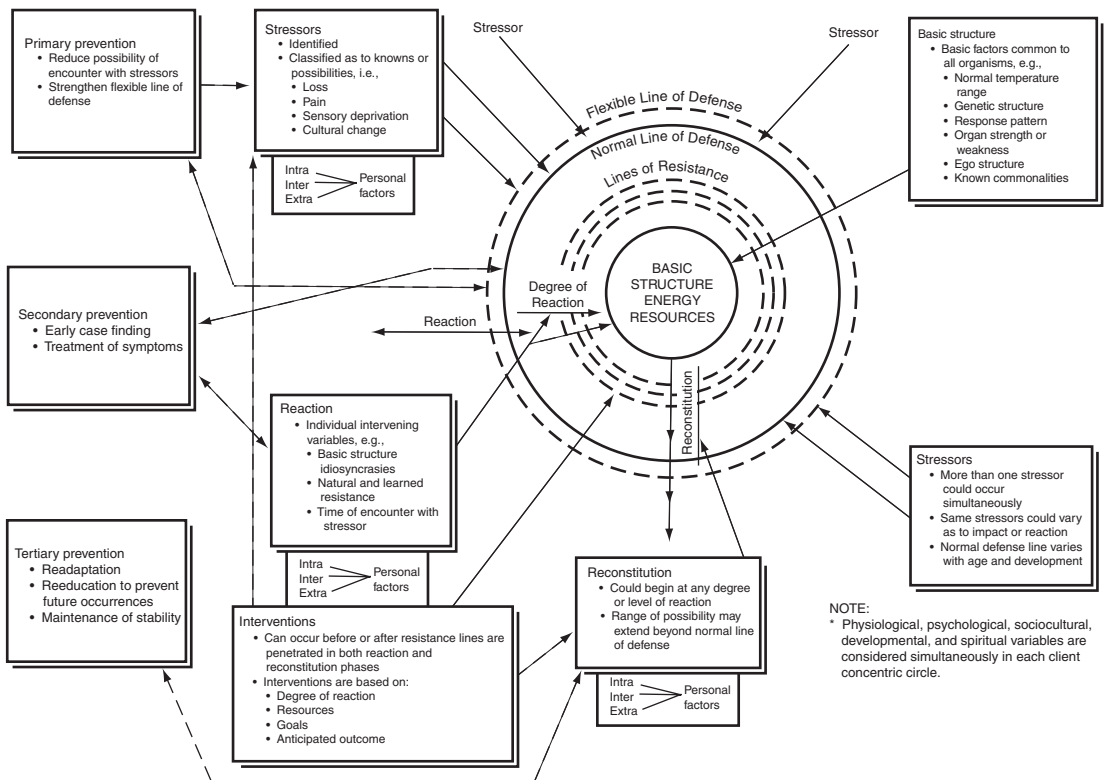 Primary prevention
• Reduce possibility of
encounter with stressors
• Strengthen flexible line of
defense
Stressors
• Identified
• Classified as to knowns or
possibilities, i.e.,
• Loss
• Pain
• Sensory deprivation
• Cultural change
Intra
Inter
Extra
Personal
factors
Stressor
Stressor
Basic structure
• Basic factors common to
all organisms, e.g.,
• Normal temperature
range
• Genetic structure
• Response pattern
• Organ strength or
weakness
• Ego structure
• Known commonalities
Flexible Line of Defense
Normal Line of Defense
Lines of Resistance
BASIC
STRUCTURE
ENERGY
RESOURCES
Degree of
Reaction
Reaction
Reconstitution
Secondary prevention
• Early case finding
• Treatment of symptoms
Reaction
• Individual intervening
variables, e.g.,
• Basic structure
idiosyncrasies
• Natural and learned
resistance
• Time of encounter with
stressor
Intra
Inter
Extra
Personal
factors
Stressors
• More than one stressor
could occur
simultaneously
• Same stressors could vary
as to impact or reaction
• Normal defense line varies
with age and development
Tertiary prevention
• Readaptation
• Reeducation to prevent
future occurrences
• Maintenance of stability
Interventions
• Can occur before or after resistance lines are
penetrated in both reaction and
reconstitution phases
• Interventions are based on:
• Degree of reaction
• Resources
• Goals
• Anticipated outcome
Reconstitution
• Could begin at any degree
or level of reaction
• Range of possibility may
extend beyond normal line
of defense
Intra
Inter
Extra
Personal
factors
NOTE:
* Physiological, psychological, sociocultural,
developmental, and spiritual variables are
considered simultaneously in each client
concentric circle.